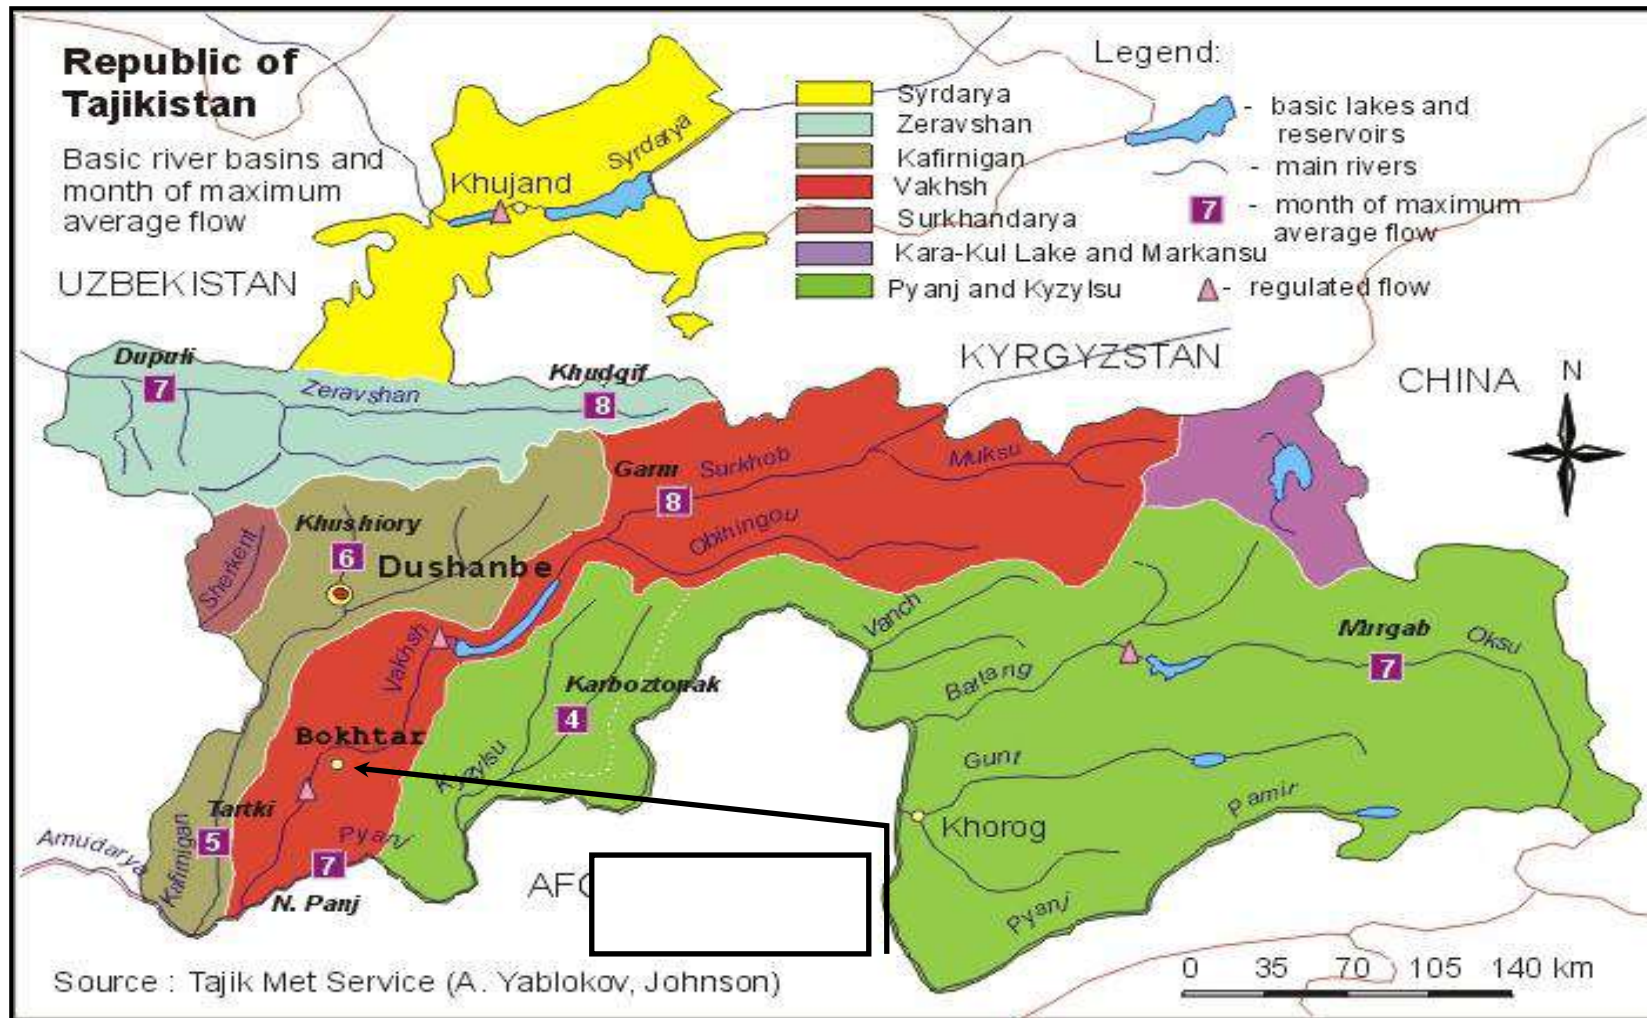 Republic of
Tajikistan
Basic river basins and
month of maximum
average flow
Legend:
Syrdarya
Zeravshan
Kafirnigan
Vakhsh
Surkhandarya
Kara-Kul Lake and Markansu
Pyanj and Kyzylsu
- basic lakes and
reservoirs
- main rivers
7 - month of maximum
average flow
- regulated flow
UZBEKISTAN
KYRGYZSTAN
CHINA
N
Syrdarya
Khujand
Dupuli
7
Zeravshan
Khudgif
8
Garm
8
Surkhob
Muksu
Obihingou
Khushiory
6
Dushanbe
Sherkent
Vakhsh
Vanch
Murgab
7
Oksu
Bartang
Karboztonak
4
Bokhtar
Kyzylsu
Gunt
Pamir
Khorog
Tartki
5
Kafirnigan
Amudarya
Pyanj
7
N. Panj
AFG
Pyanj
Source : Tajik Met Service (A. Yablokov, Johnson)
0 35 70 105 140 km